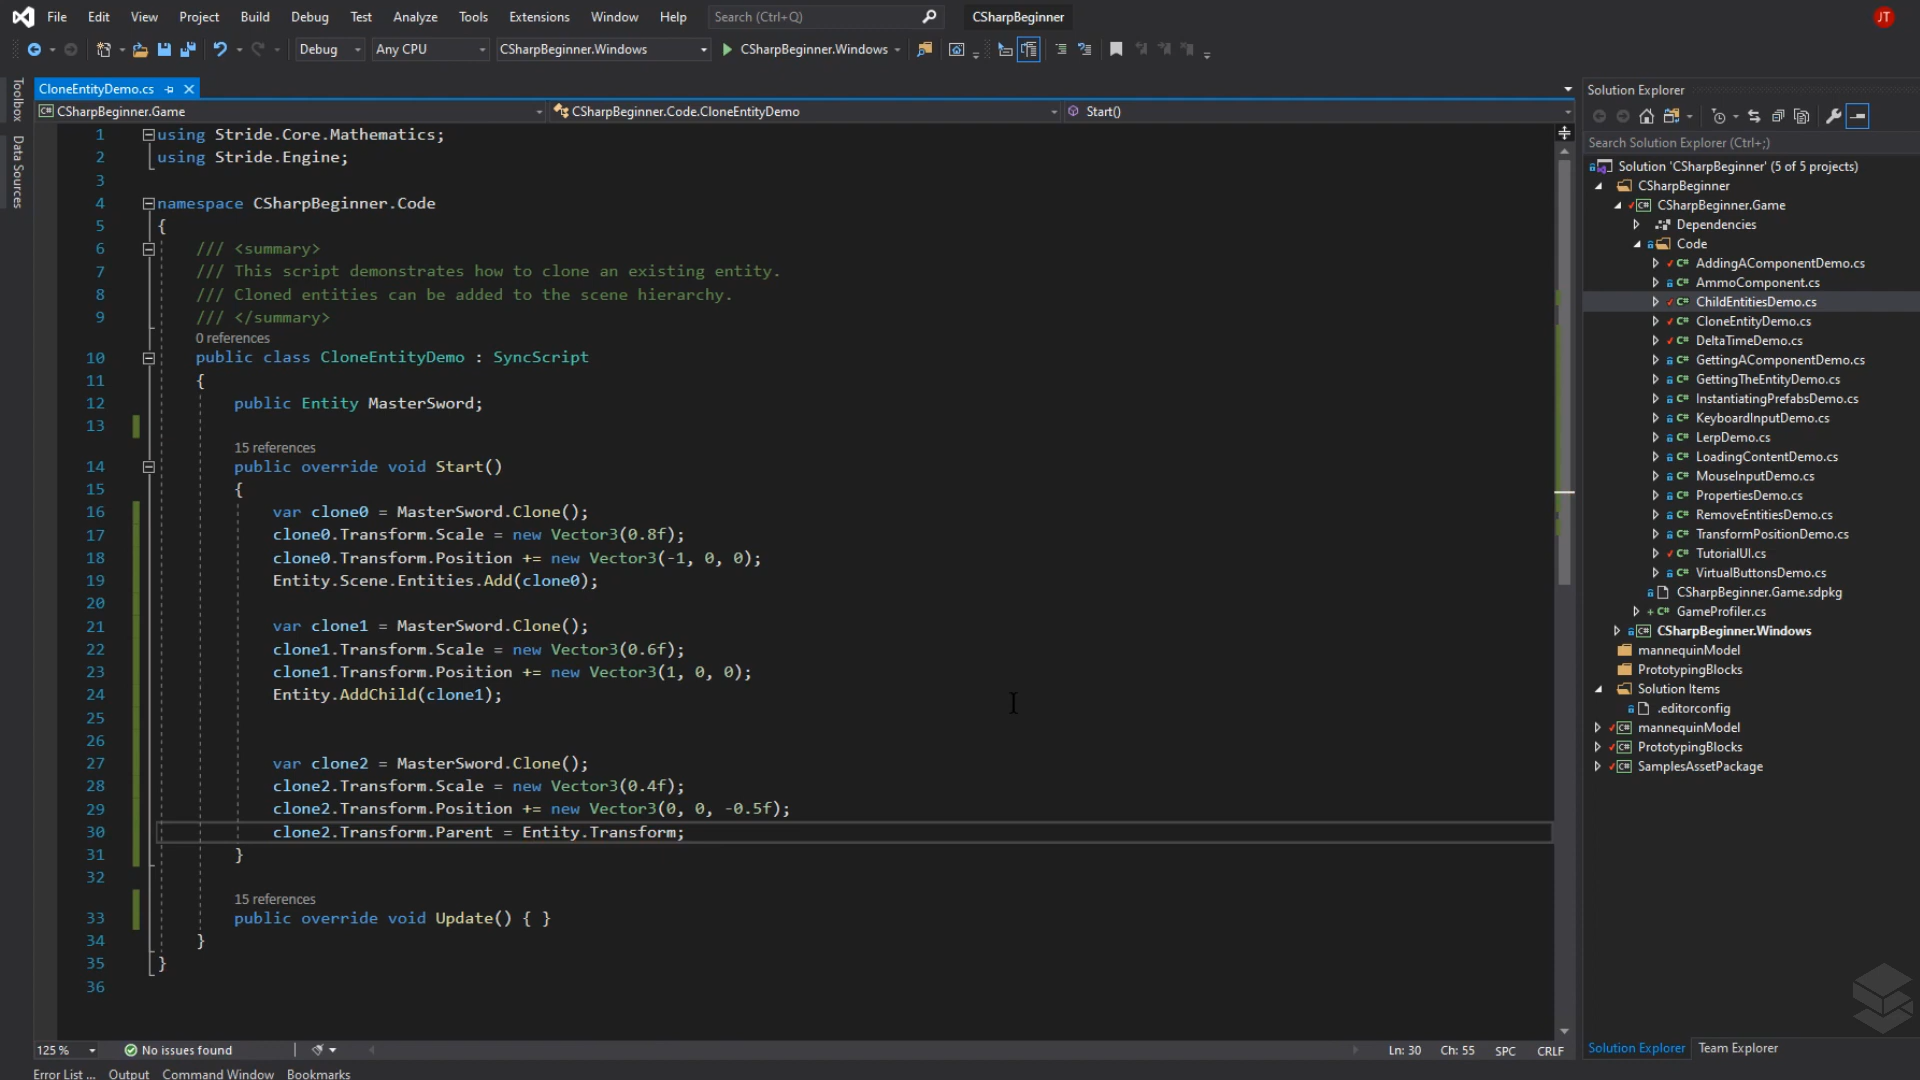 File Edit View Project Build Debug Test Analyze Tools Extensions Window Help Search (Ctrl+Q) CSharpBeginner JT
Debug Any CPU CSharpBeginner.Windows CSharpBeginner.Windows
Toolbox
Data Sources
CloneEntityDemo.cs
CSharpBeginner.Game CSharpBeginner.Code.CloneEntityDemo Start()
1 using Stride.Core.Mathematics;
2 using Stride.Engine;
3
4 namespace CSharpBeginner.Code
5 {
6 /// <summary>
7 /// This script demonstrates how to clone an existing entity.
8 /// Cloned entities can be added to the scene hierarchy.
9 /// </summary>
0 references
10 public class CloneEntityDemo : SyncScript
11 {
12 public Entity MasterSword;
13
15 references
14 public override void Start()
15 {
16 var clone0 = MasterSword.Clone();
17 clone0.Transform.Scale = new Vector3(0.8f);
18 clone0.Transform.Position += new Vector3(-1, 0, 0);
19 Entity.Scene.Entities.Add(clone0);
20
21 var clone1 = MasterSword.Clone();
22 clone1.Transform.Scale = new Vector3(0.6f);
23 clone1.Transform.Position += new Vector3(1, 0, 0);
24 Entity.AddChild(clone1);
25
26
27 var clone2 = MasterSword.Clone();
28 clone2.Transform.Scale = new Vector3(0.4f);
29 clone2.Transform.Position += new Vector3(0, 0, -0.5f);
30 clone2.Transform.Parent = Entity.Transform;
31 }
32
15 references
33 public override void Update() { }
34 }
35 }
36
125 % No issues found Ln: 30 Ch: 55 SPC CRLF
Error List ... Output Command Window Bookmarks
Solution Explorer
Search Solution Explorer (Ctrl+;)
Solution 'CSharpBeginner' (5 of 5 projects)
CSharpBeginner
CSharpBeginner.Game
Dependencies
Code
AddingAComponentDemo.cs
AmmoComponent.cs
ChildEntitiesDemo.cs
CloneEntityDemo.cs
DeltaTimeDemo.cs
GettingAComponentDemo.cs
GettingTheEntityDemo.cs
InstantiatingPrefabsDemo.cs
KeyboardInputDemo.cs
LerpDemo.cs
LoadingContentDemo.cs
MouseInputDemo.cs
PropertiesDemo.cs
RemoveEntitiesDemo.cs
TransformPositionDemo.cs
TutorialUI.cs
VirtualButtonsDemo.cs
CSharpBeginner.Game.sdpkg
GameProfiler.cs
CSharpBeginner.Windows
mannequinModel
PrototypingBlocks
Solution Items
.editorconfig
mannequinModel
PrototypingBlocks
SamplesAssetPackage
Solution Explorer Team Explorer